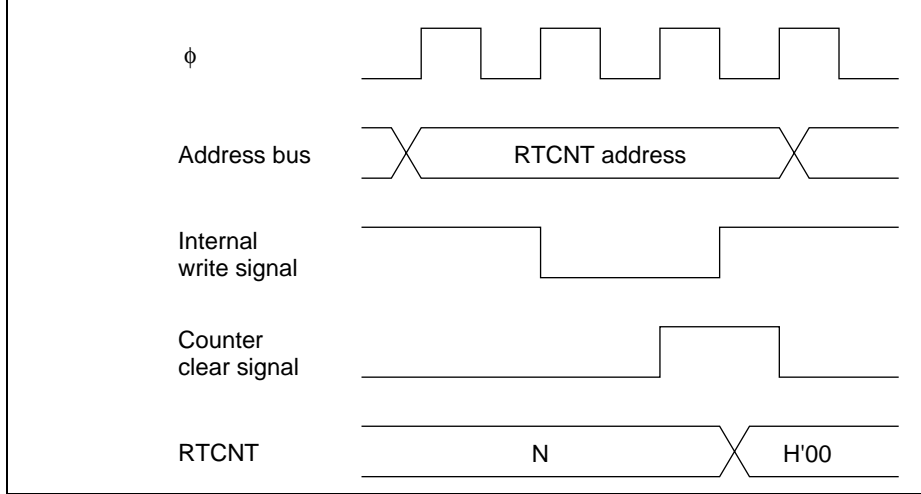 φ
Address bus
RTCNT address
Internal
write signal
Counter
clear signal
RTCNT
N
H'00